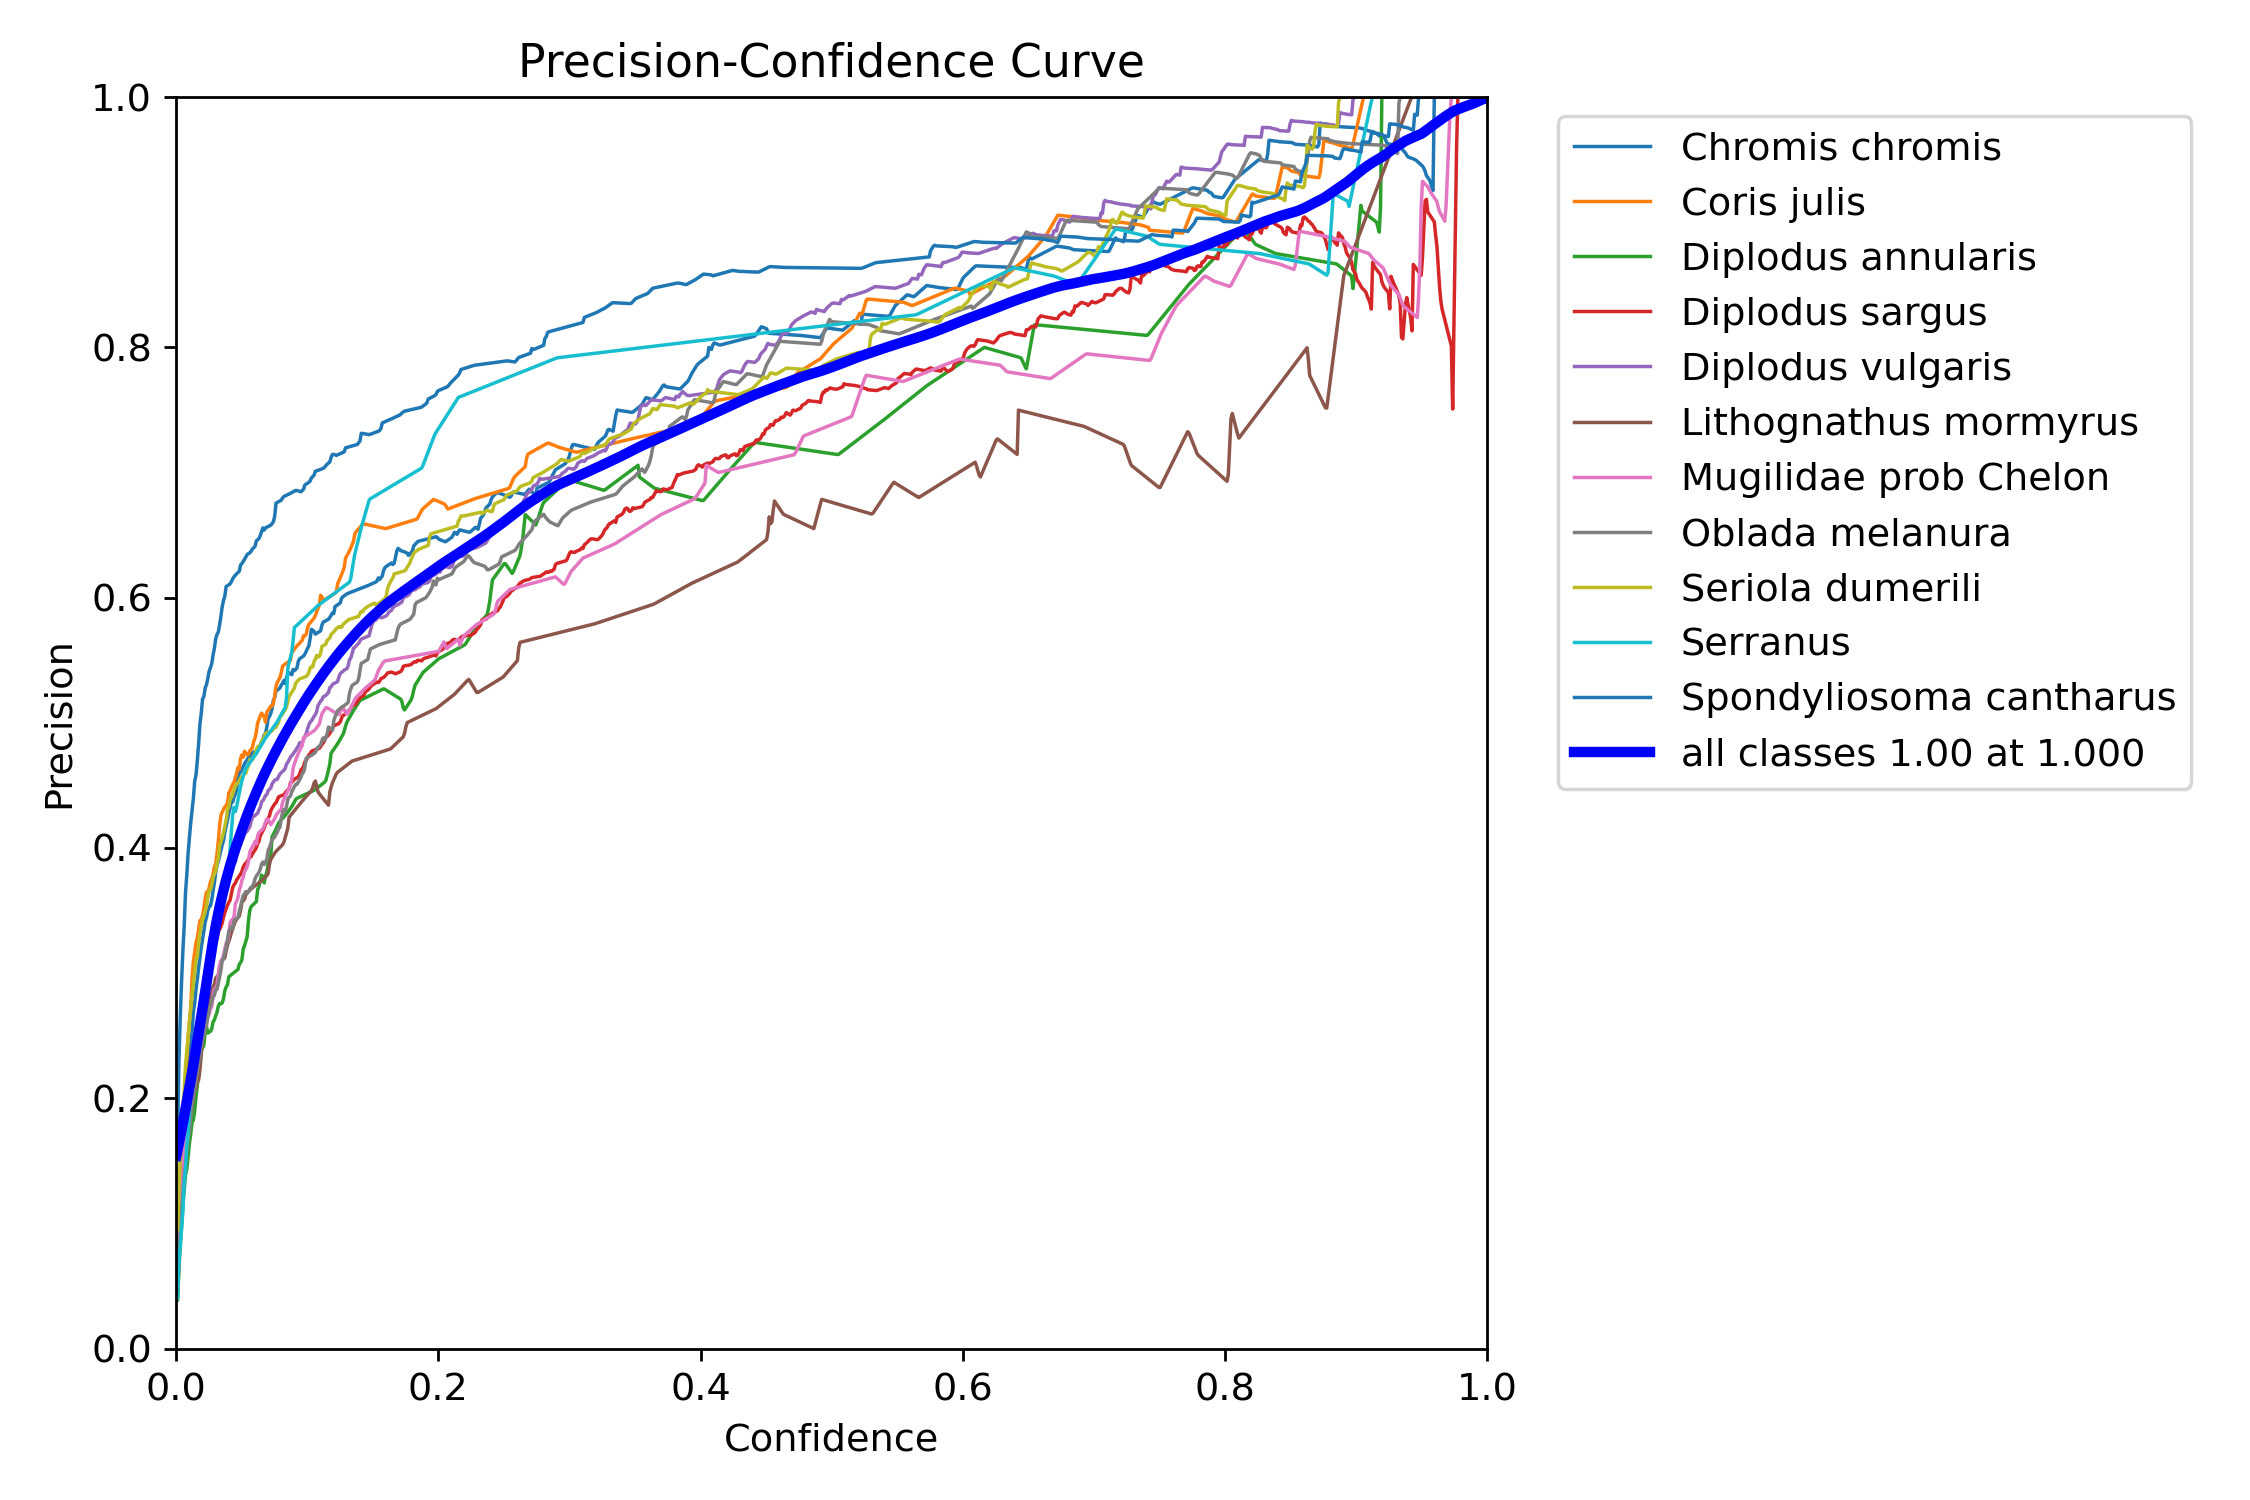 Precision-Confidence Curve
1.0
0.8
0.6
0.4
0.2
0.0
Precision
0.0 0.2 0.4 0.6 0.8 1.0
Confidence
Chromis chromis
Coris julis
Diplodus annularis
Diplodus sargus
Diplodus vulgaris
Lithognathus mormyrus
Mugilidae prob Chelon
Oblada melanura
Seriola dumerili
Serranus
Spondyliosoma cantharus
all classes 1.00 at 1.000